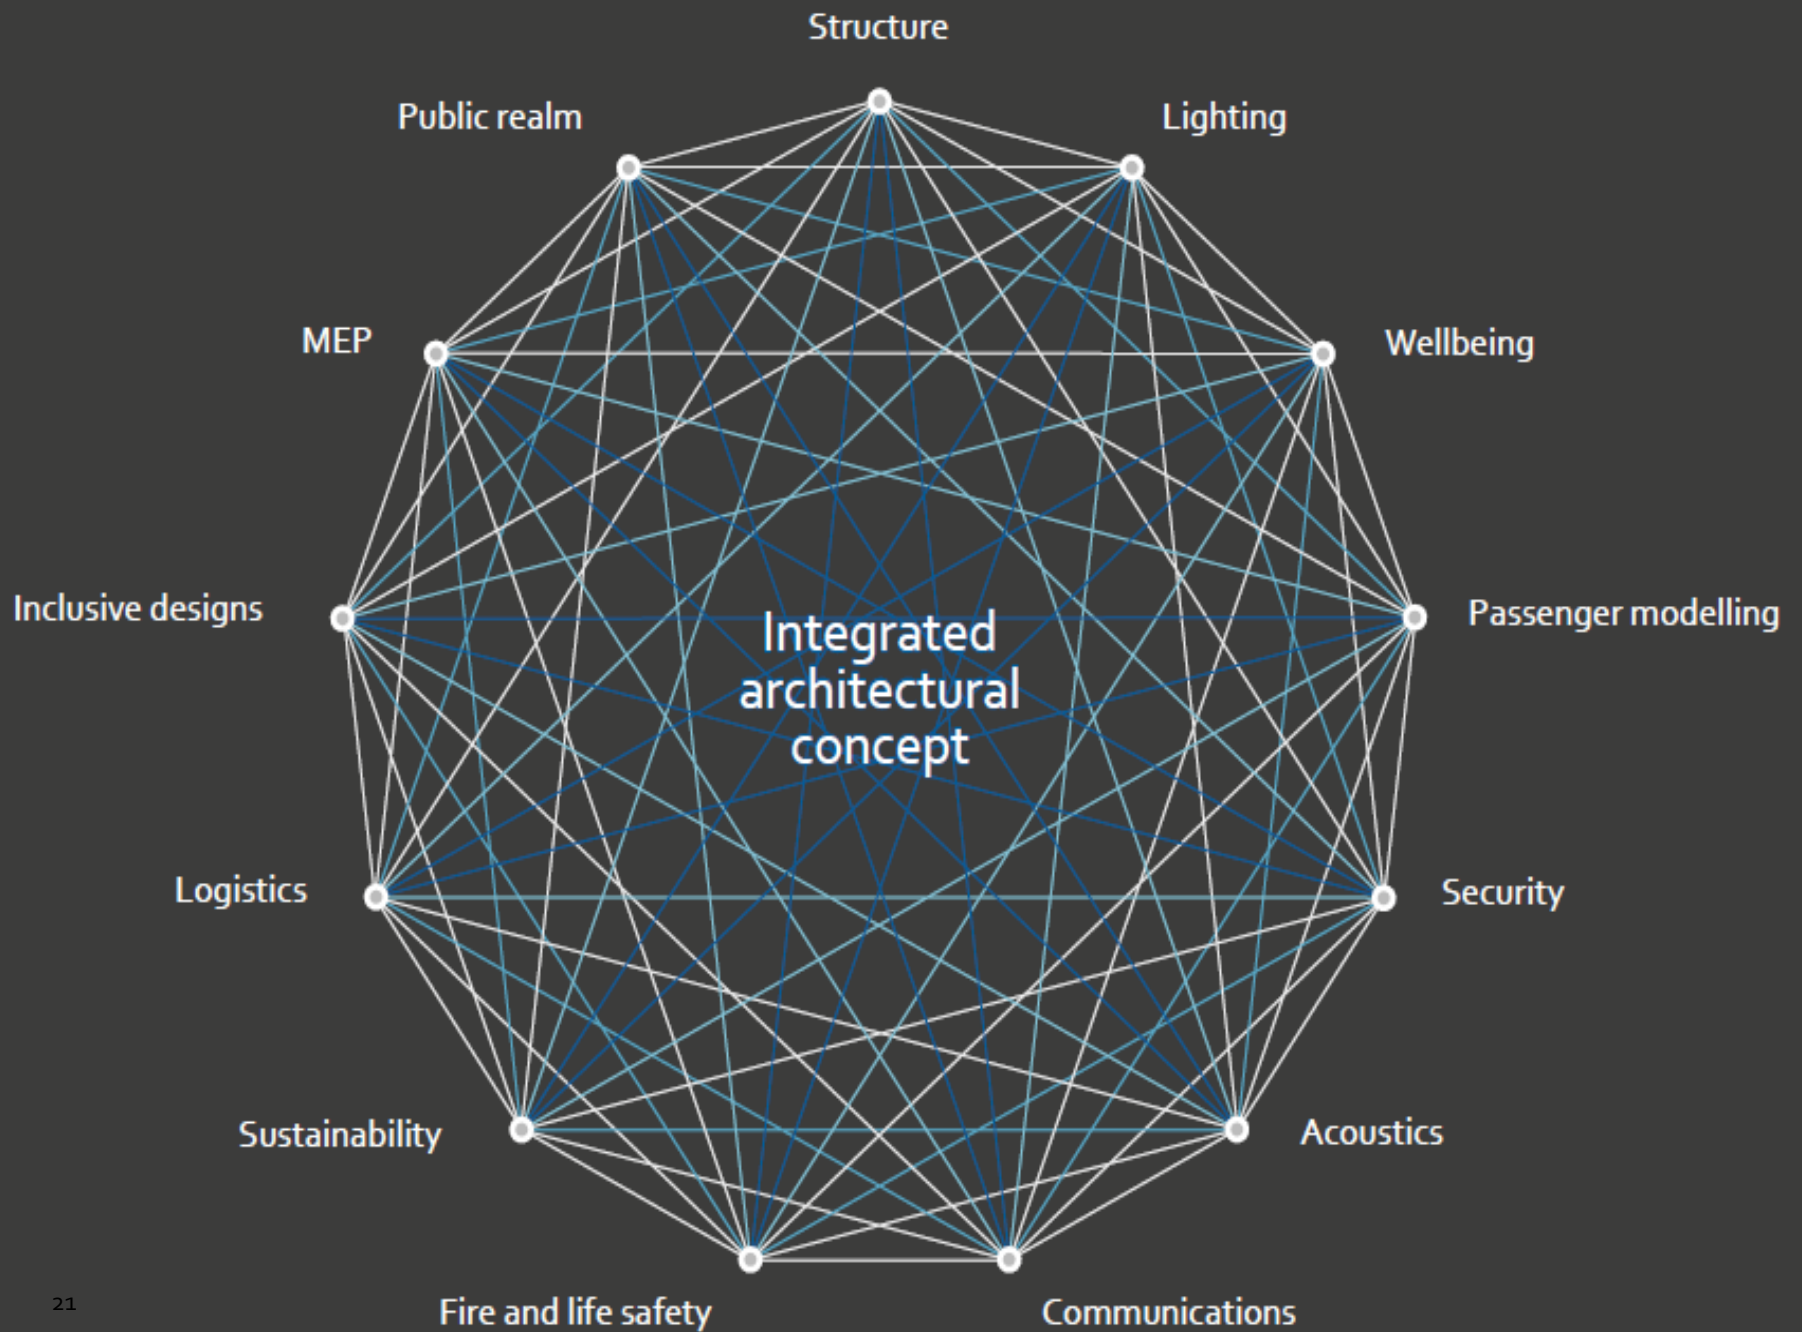 Structure
Public realm
Lighting
MEP
Wellbeing
Inclusive designs
Passenger modelling
Integrated
architectural
concept
Logistics
Security
Sustainability
Acoustics
Fire and life safety
Communications
21